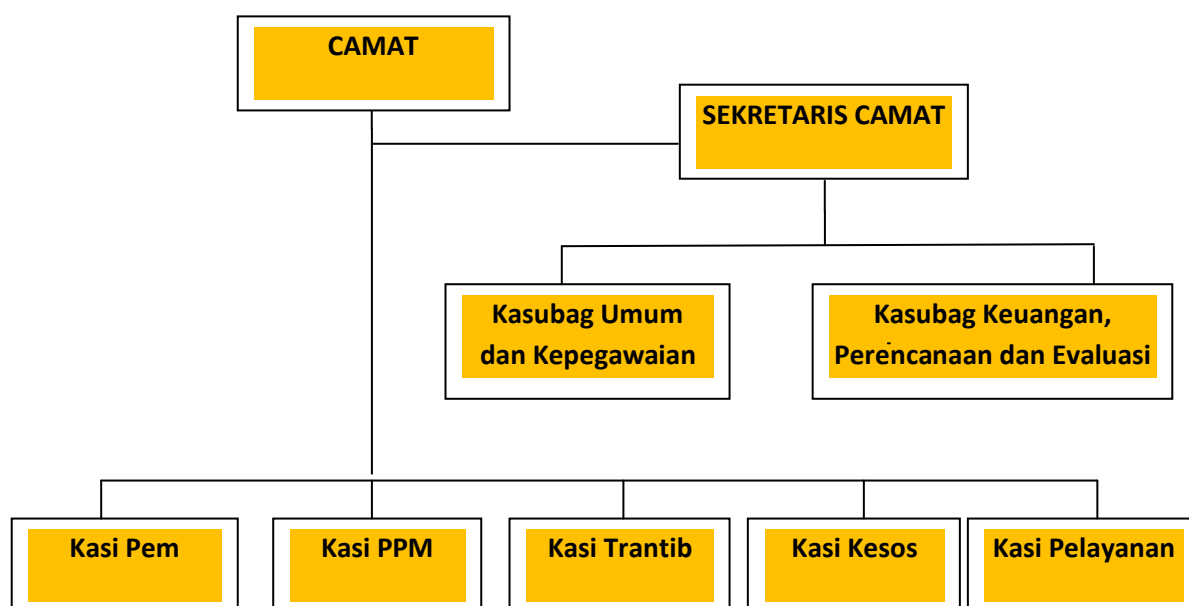 CAMAT
SEKRETARIS CAMAT
Kasubag Umum
dan Kepegawaian
Kasubag Keuangan,
Perencanaan dan Evaluasi
Kasi Pem
Kasi PPM
Kasi Trantib
Kasi Kesos
Kasi Pelayanan